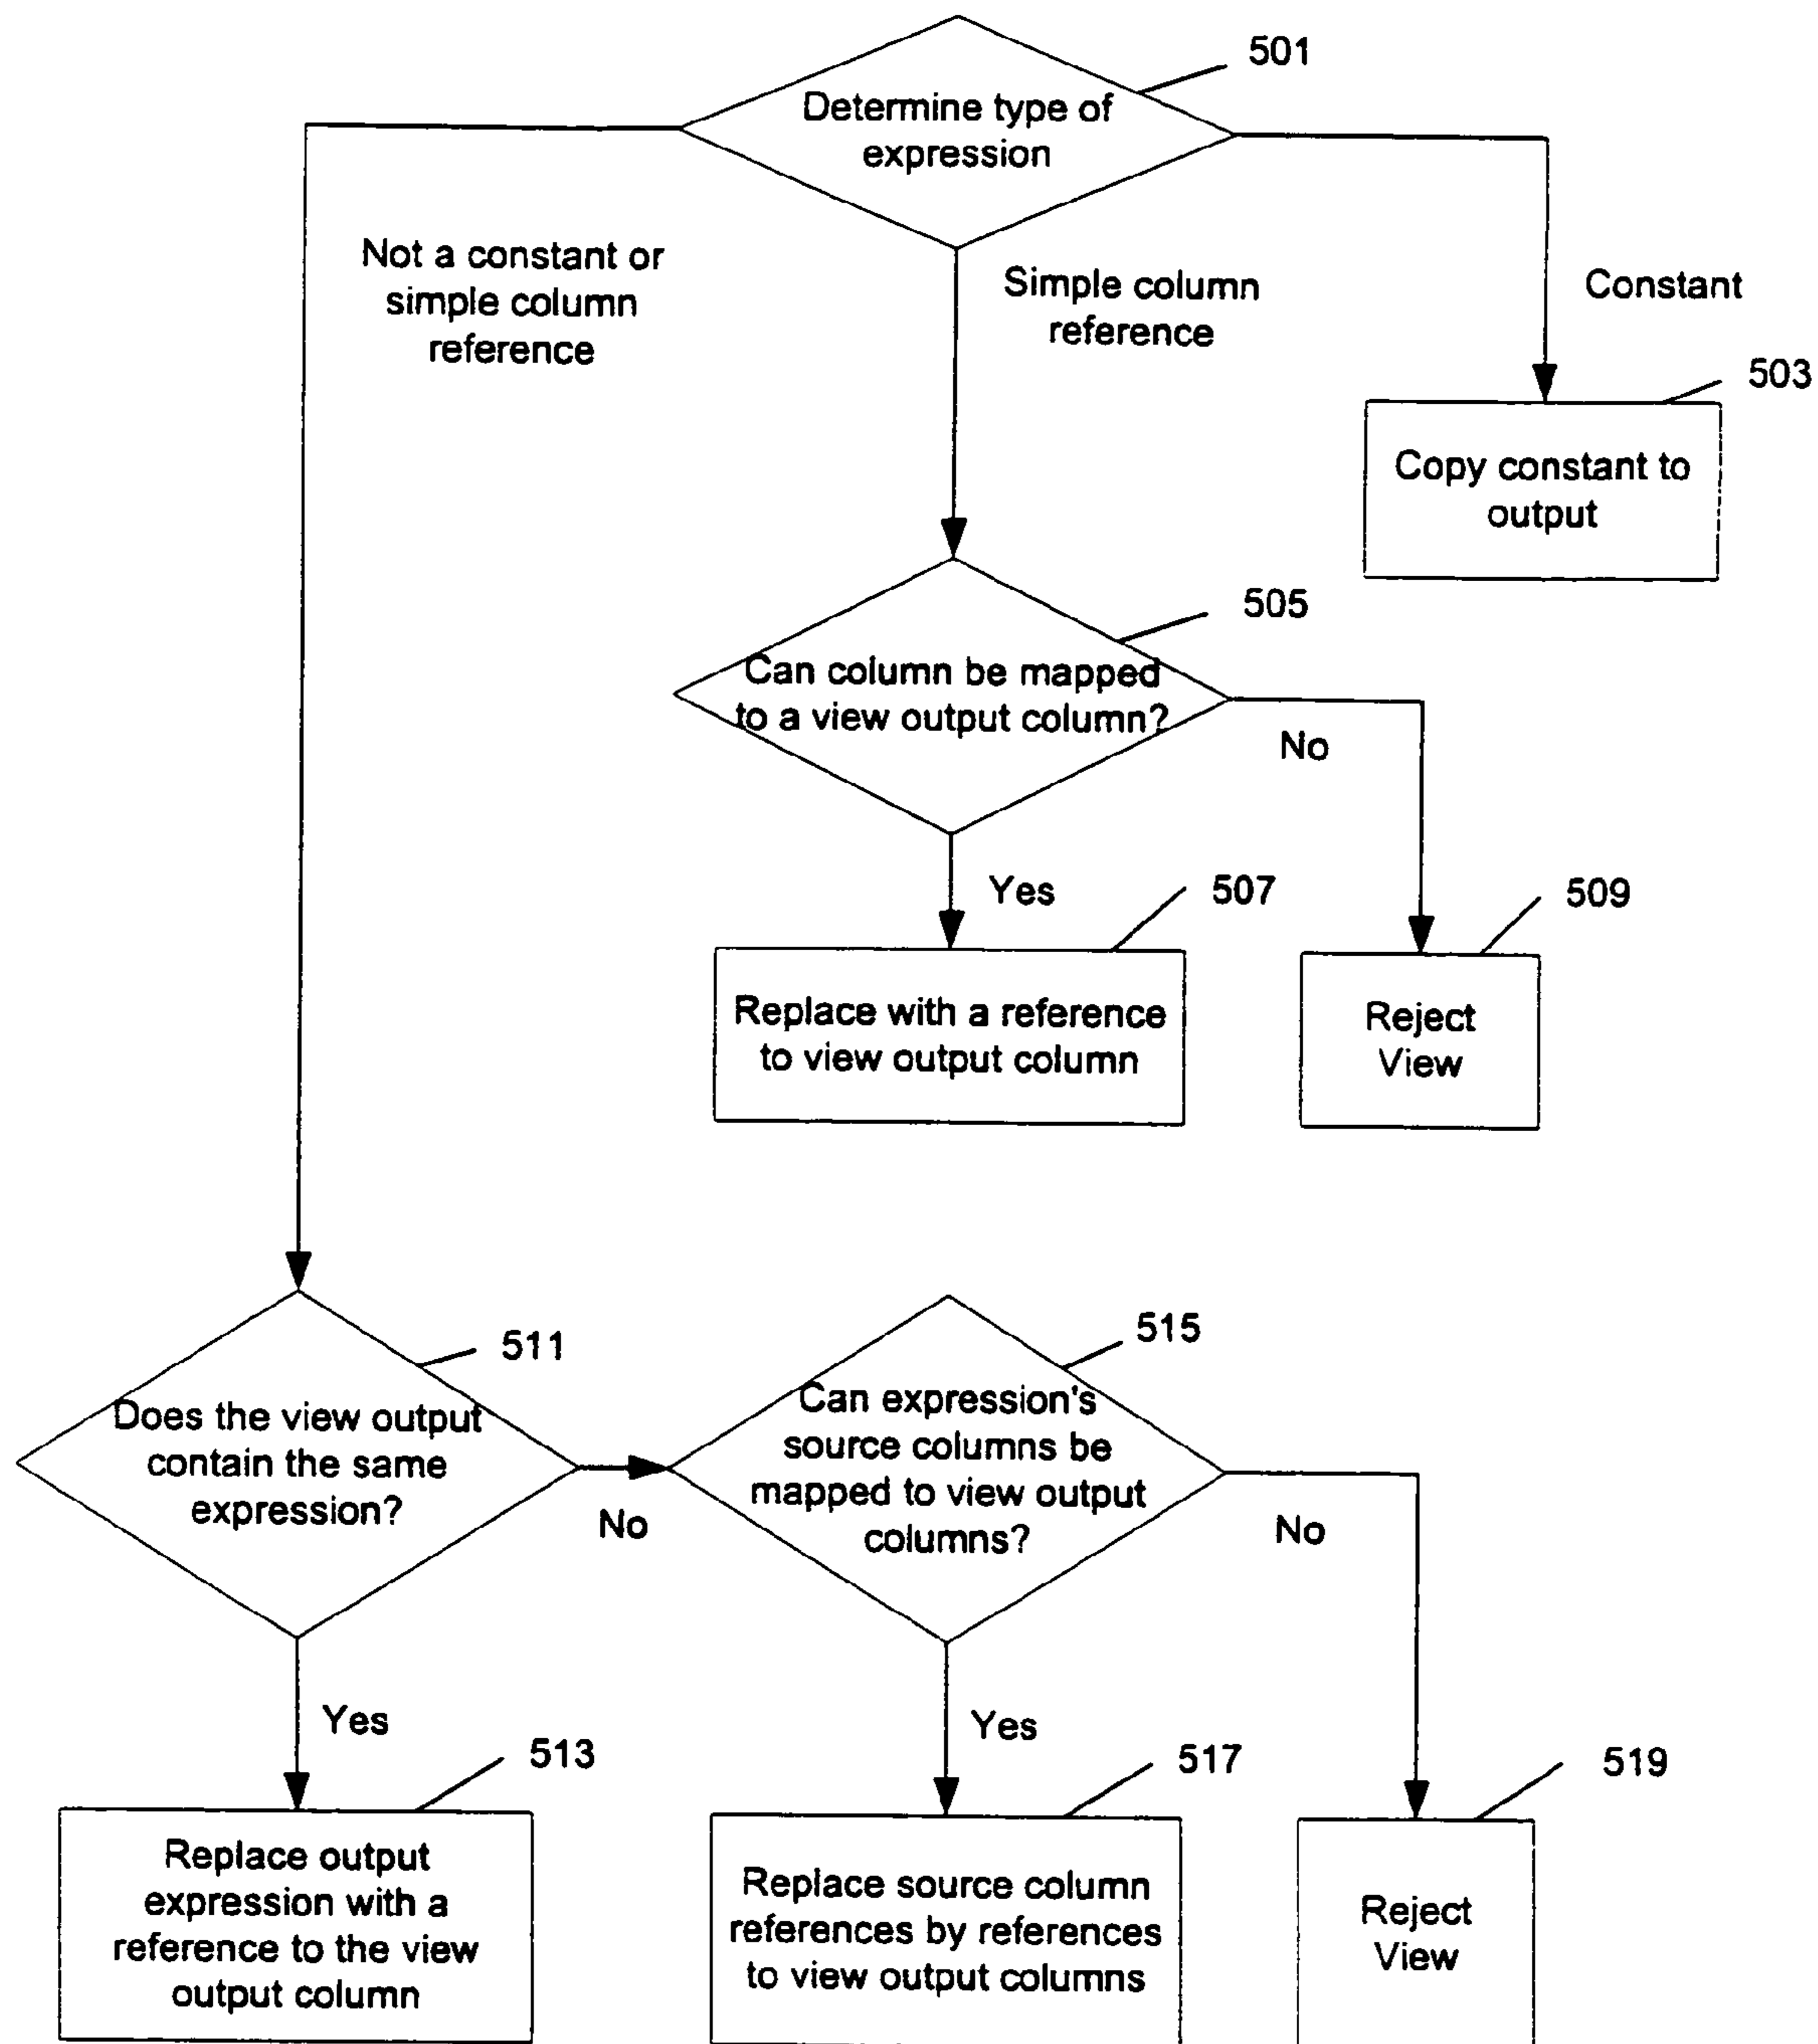 501
Determine type of
expression
Not a constant or
simple column
reference
Simple column
reference
Constant
503
Copy constant to
output
505
Can column be mapped
to a view output column?
No
Yes
507
509
Replace with a reference
to view output column
Reject
View
511
Does the view output
contain the same
expression?
No
515
Can expression's
source columns be
mapped to view output
columns?
No
Yes
513
Yes
517
519
Replace output
expression with a
reference to the view
output column
Replace source column
references by references
to view output columns
Reject
View